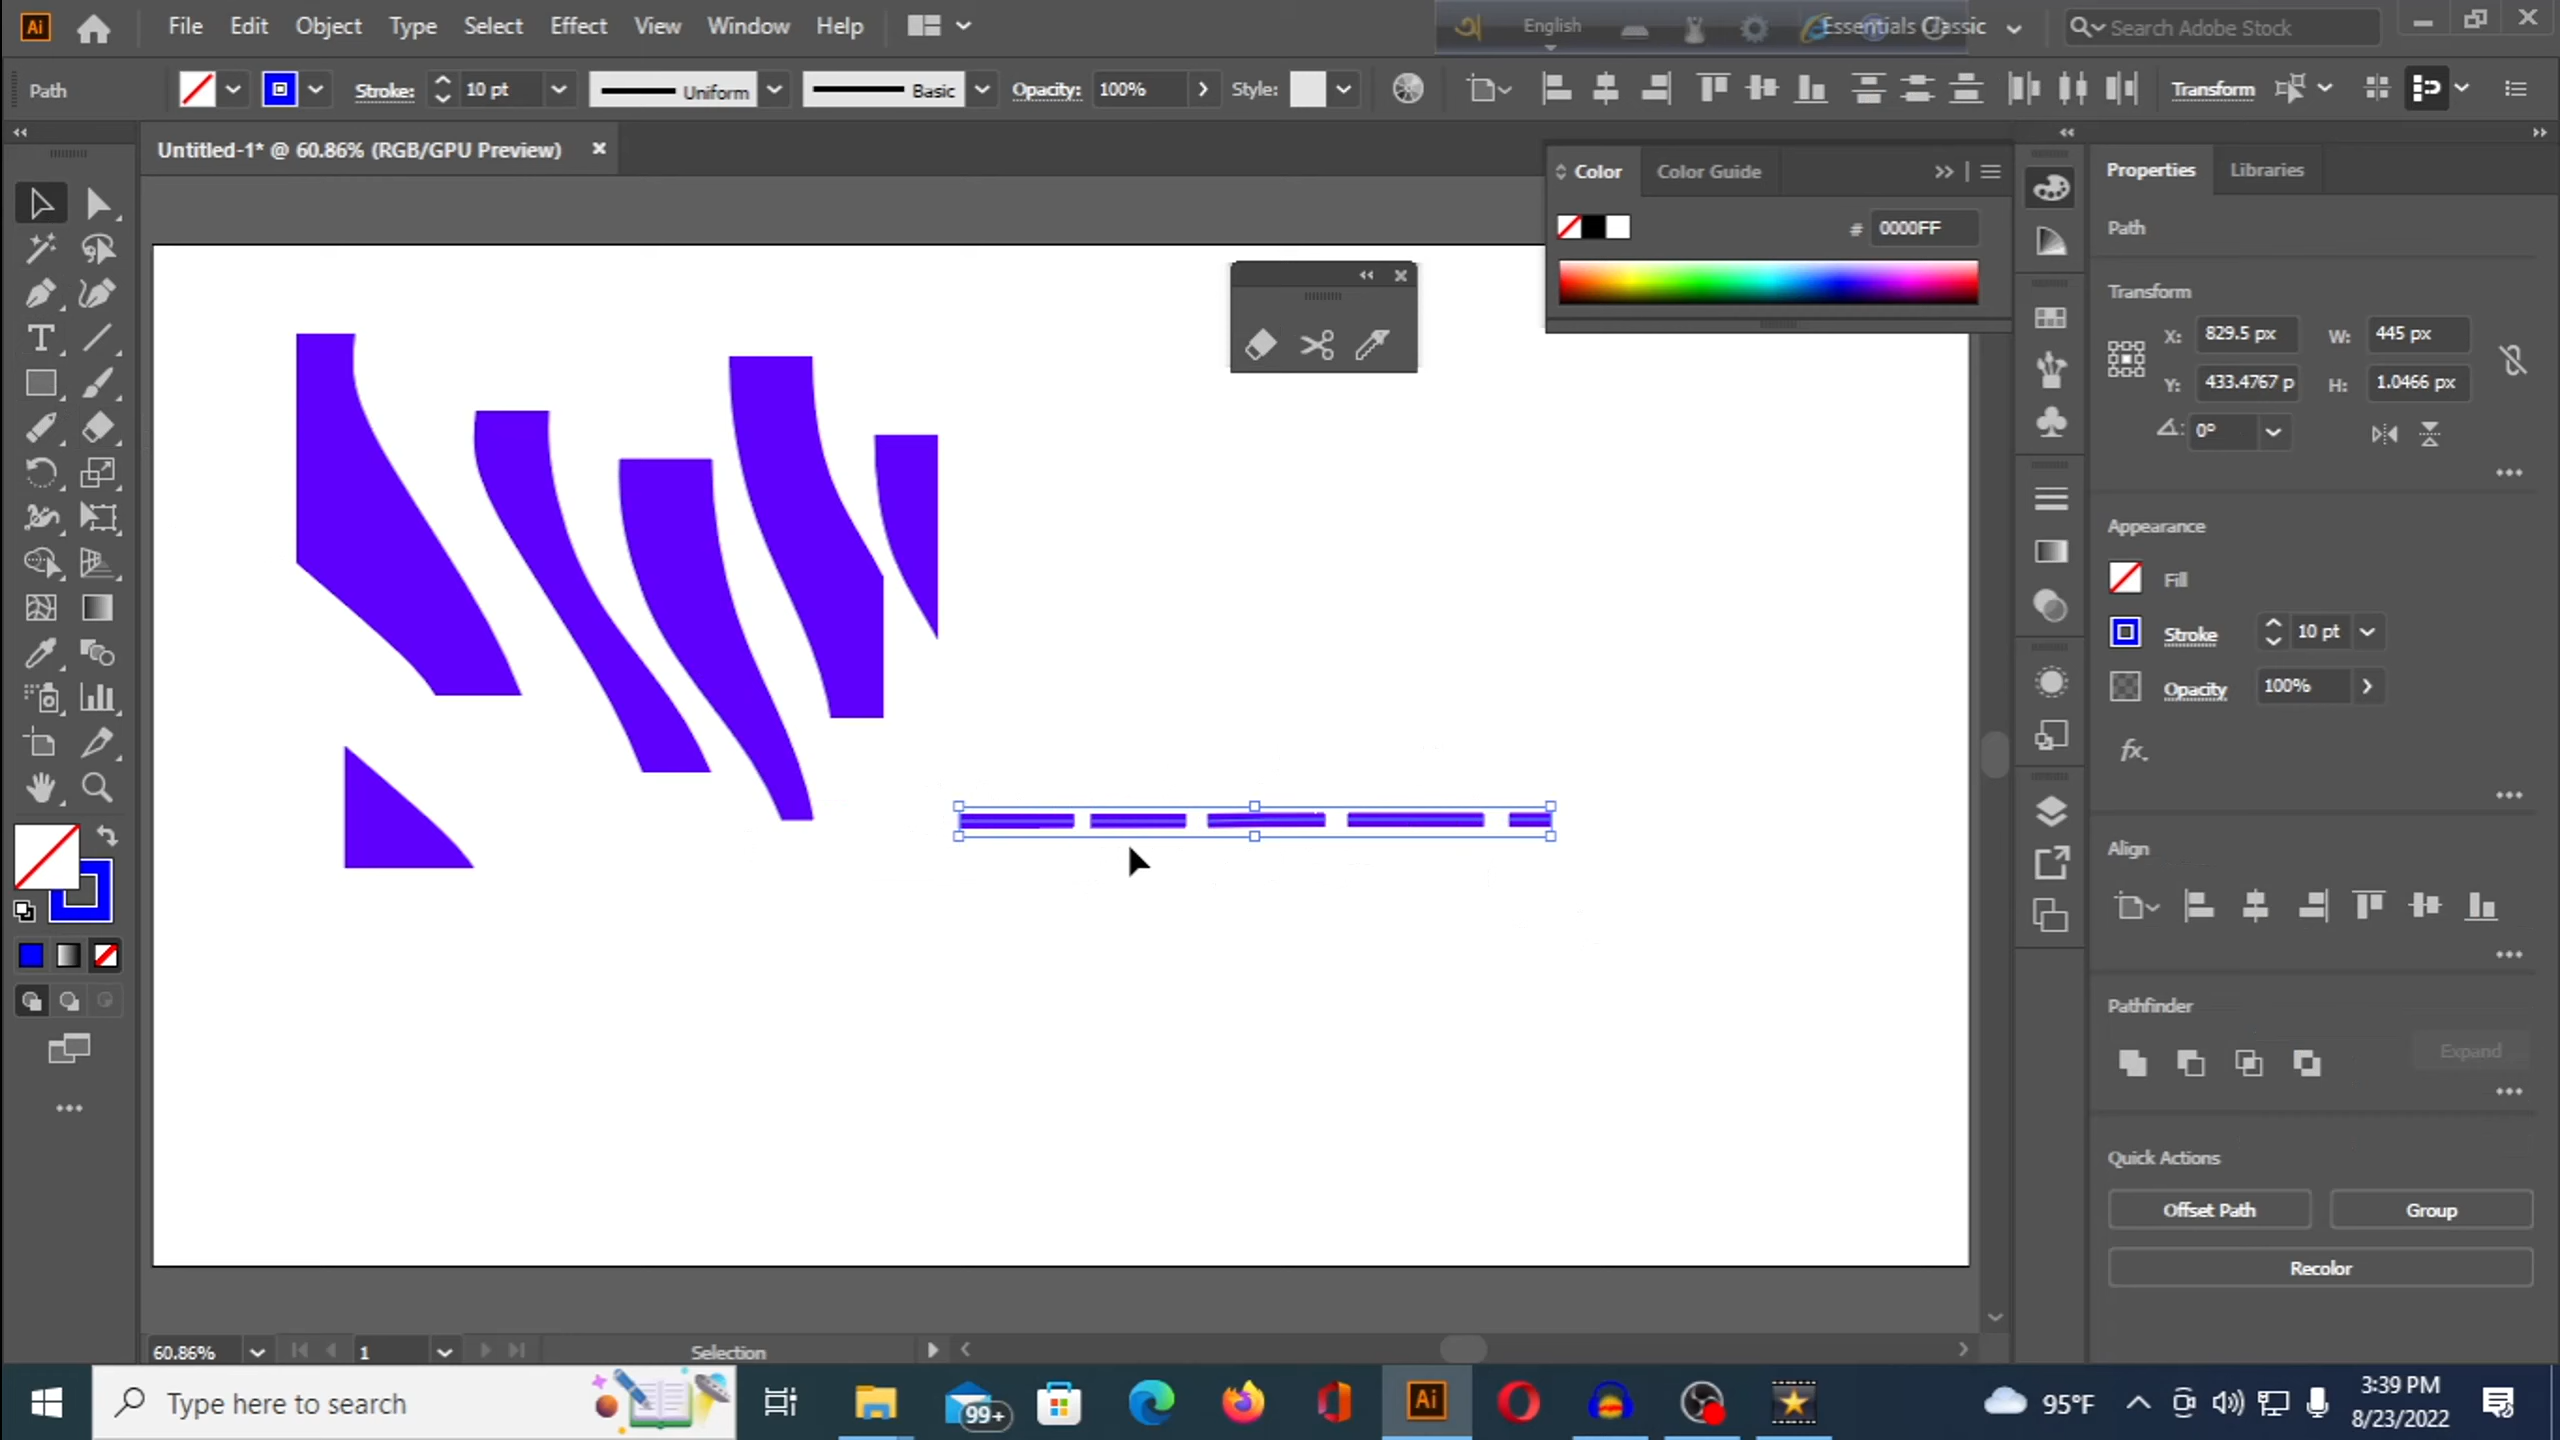 Ai File Edit Object Type Select Effect View Window Help English Essentials Classic Search Adobe Stock
Path Stroke: 10 pt Uniform Basic Opacity: 100% Style: Transform
Untitled-1* @ 60.86% (RGB/GPU Preview)
Color Color Guide
# 0000FF
Properties Libraries
Path
Transform
X: 829.5 px W: 445 px
Y: 433.4767 p H: 1.0466 px
0°
Appearance
Fill
Stroke 10 pt
Opacity 100%
fx
Align
Pathfinder
Expand
Quick Actions
Offset Path Group
Recolor
60.86% 1 Selection
Type here to search 99+ Ai 95°F 3:39 PM
8/23/2022